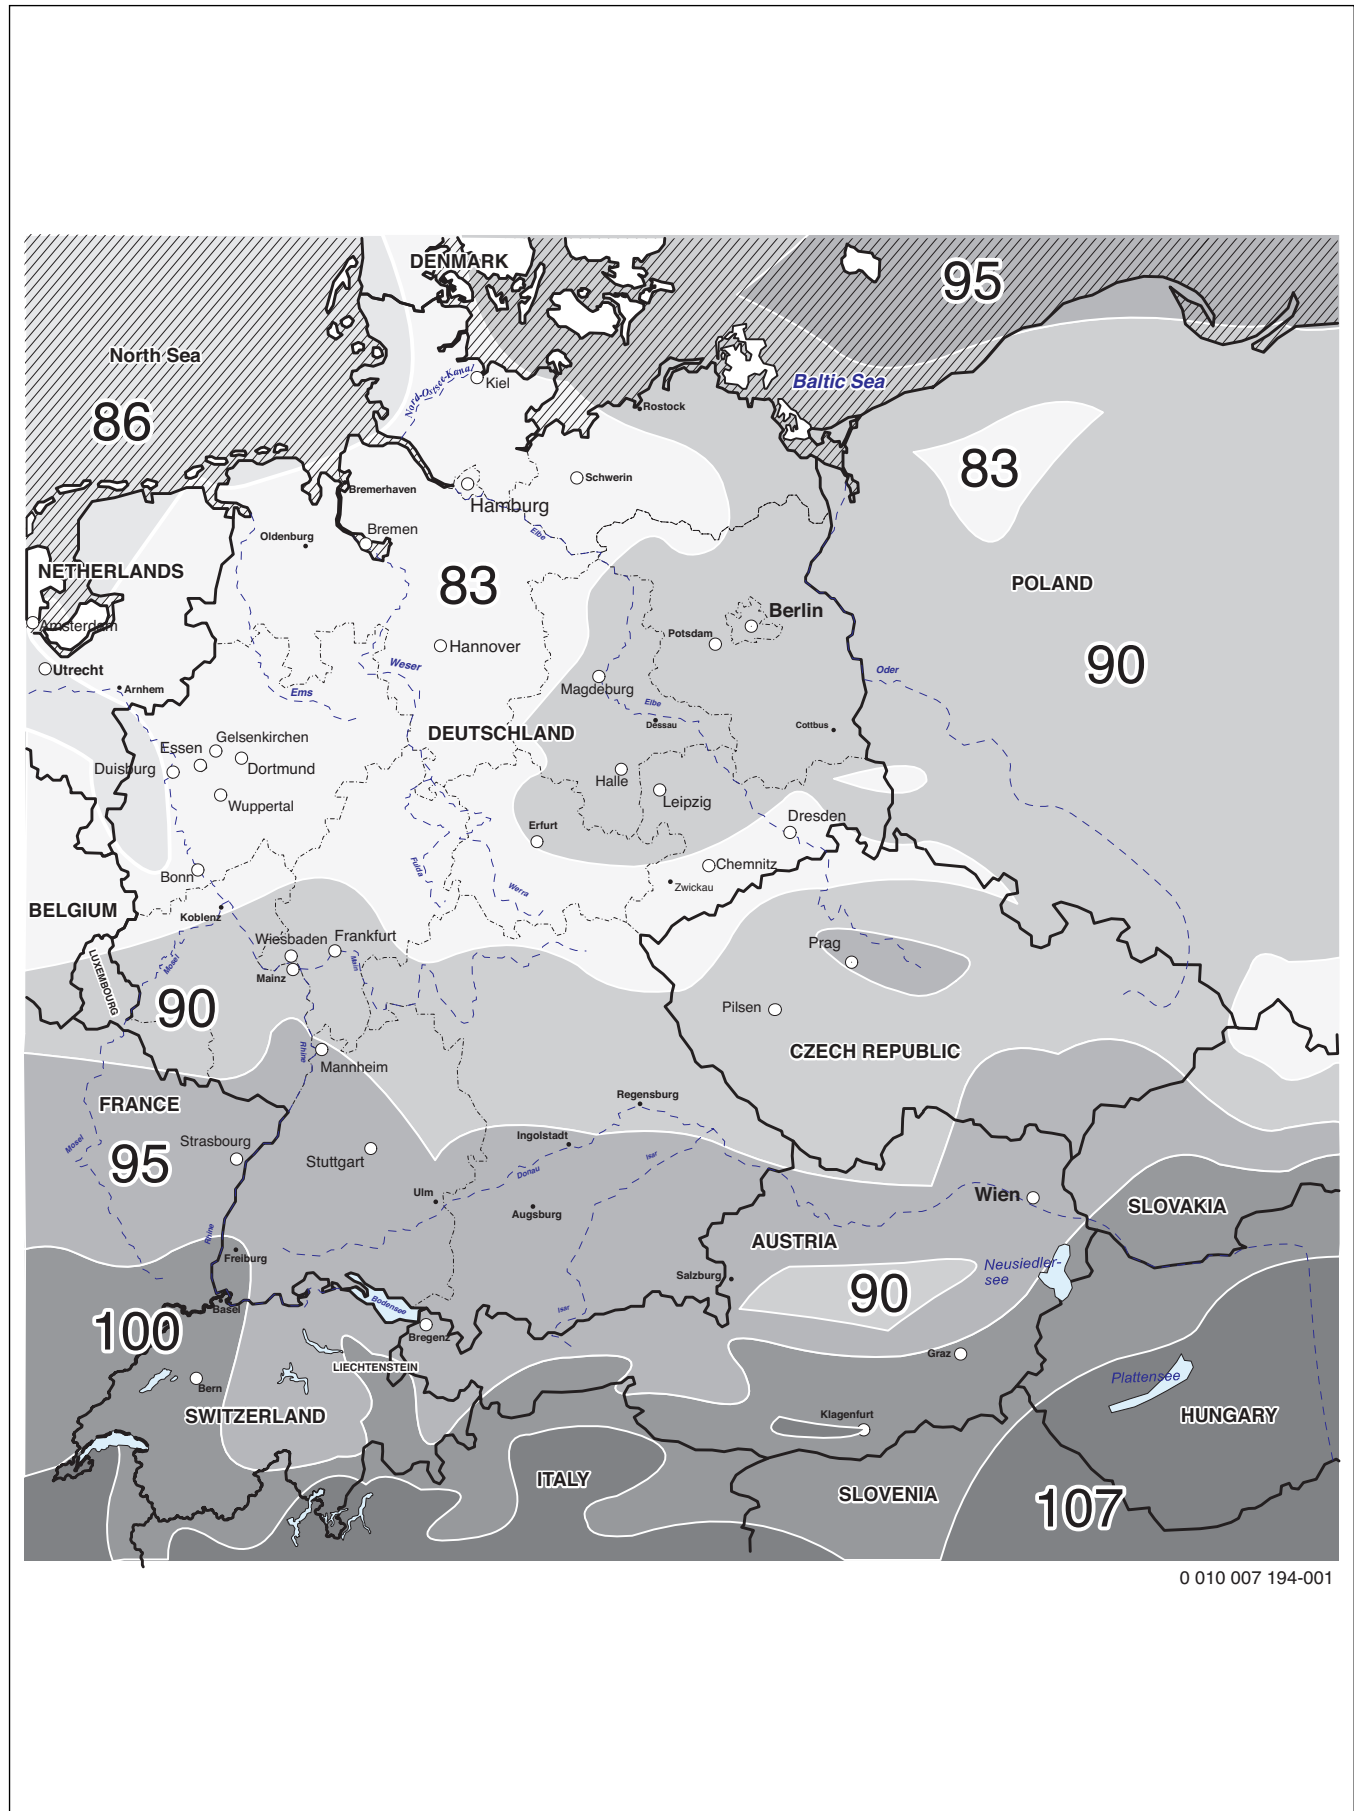 DENMARK
95
North Sea
Nord-Ostsee-Kanal
Kiel
Baltic Sea
Rostock
86
83
Schwerin
Bremerhaven
Hamburg
Bremen
Elbe
Oldenburg
NETHERLANDS
83
POLAND
Berlin
Amsterdam
Potsdam
Hannover
Utrecht
Weser
90
Oder
Arnhem
Ems
Magdeburg
Elbe
Dessau
Cottbus
DEUTSCHLAND
Gelsenkirchen
Essen
Duisburg
Dortmund
Halle
Leipzig
Wuppertal
Dresden
Erfurt
Fulda
Chemnitz
Bonn
Werra
Zwickau
BELGIUM
Koblenz
Wiesbaden
Frankfurt
Prag
Mosel
Main
LUXEMBOURG
Mainz
90
Pilsen
Rhine
CZECH REPUBLIC
Mannheim
FRANCE
Regensburg
Mosel
Strasbourg
Ingolstadt
95
Stuttgart
Isar
Donau
Ulm
Wien
SLOVAKIA
Augsburg
Rhine
AUSTRIA
Freiburg
Neusiedler-
see
Salzburg
90
Bodensee
Basel
Isar
100
Bregenz
Graz
LIECHTENSTEIN
Plattensee
Bern
SWITZERLAND
Klagenfurt
HUNGARY
ITALY
SLOVENIA
107
0 010 007 194-001